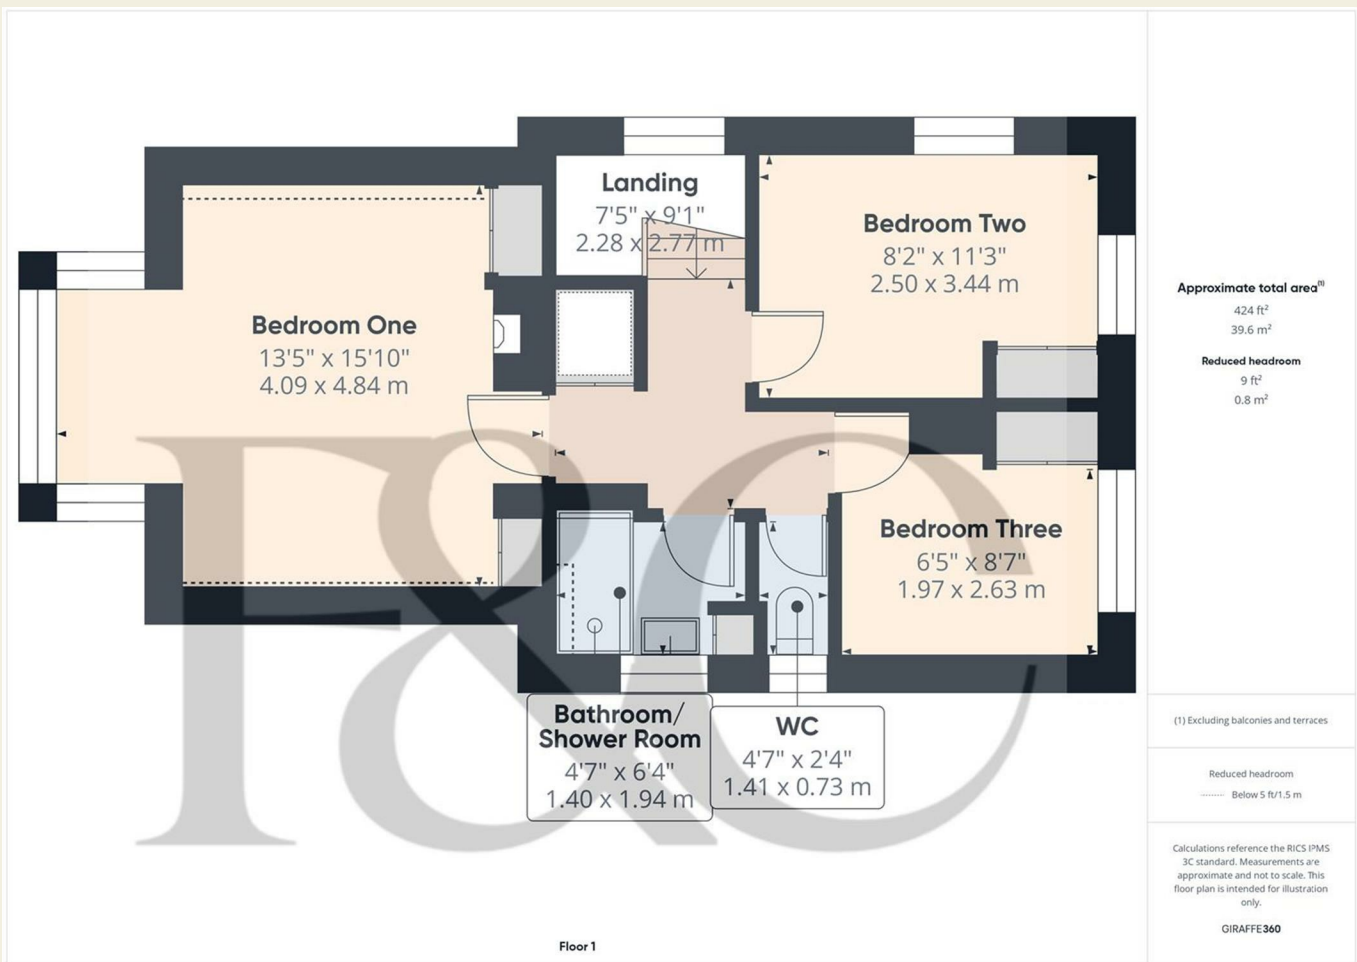 Landing
7'5" x 9'1"
2.28 x 2.77 m
Bedroom Two
8'2" x 11'3"
2.50 x 3.44 m
Bedroom One
13'5" x 15'10"
4.09 x 4.84 m
Bedroom Three
6'5" x 8'7"
1.97 x 2.63 m
Bathroom/
Shower Room
4'7" x 6'4"
1.40 x 1.94 m
WC
4'7" x 2'4"
1.41 x 0.73 m
F&C
Floor 1
Approximate total area(1)
424 ft²
39.6 m²
Reduced headroom
9 ft²
0.8 m²
(1) Excluding balconies and terraces
Reduced headroom
Below 5 ft/1.5 m
Calculations reference the RICS IPMS
3C standard. Measurements are
approximate and not to scale. This
floor plan is intended for illustration
only.
GIRAFFE360